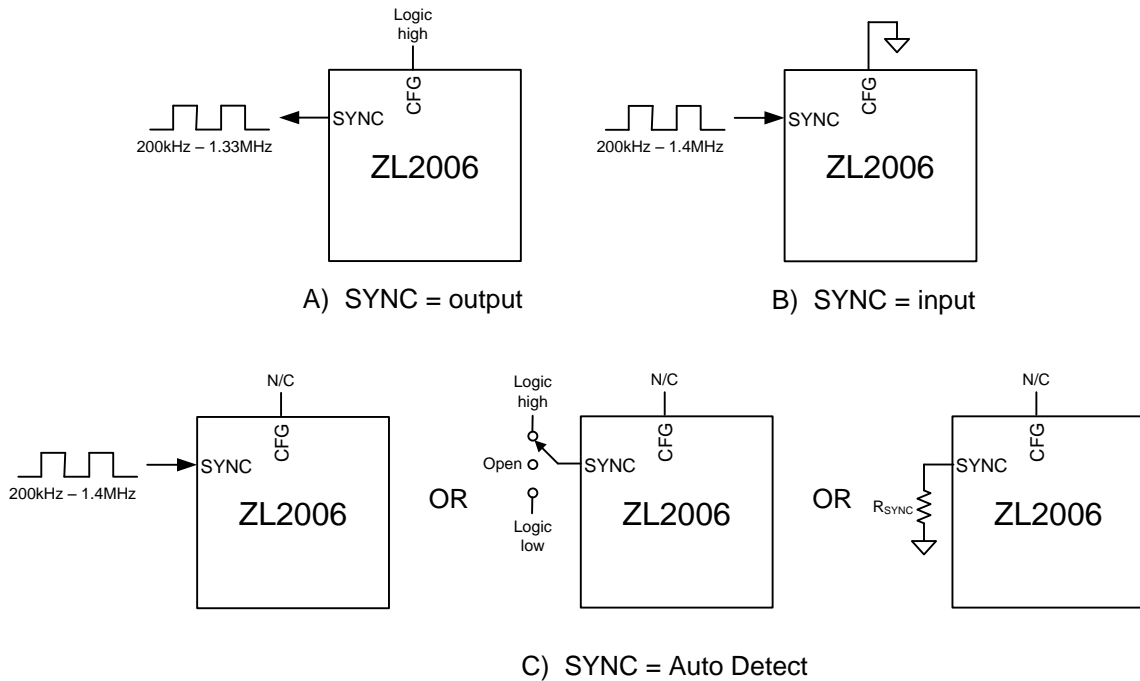 Logic
high
CFG
SYNC
200kHz – 1.33MHz
ZL2006
A) SYNC = output
CFG
SYNC
200kHz – 1.4MHz
ZL2006
B) SYNC = input
N/C
CFG
SYNC
200kHz – 1.4MHz
ZL2006
OR
Logic
high
Open
Logic
low
N/C
CFG
SYNC
ZL2006
OR
N/C
CFG
SYNC
RSYNC
ZL2006
C) SYNC = Auto Detect